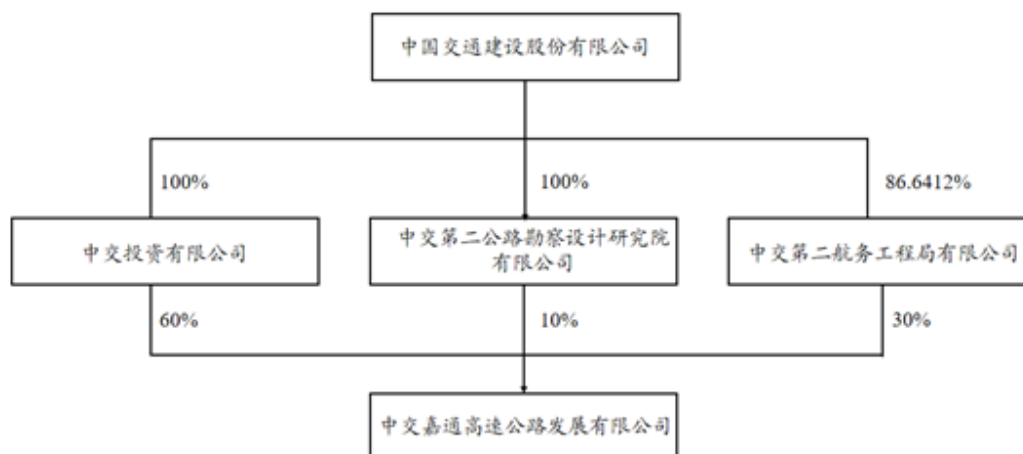 中国交通建设股份有限公司
100%
100%
86.6412%
中交投资有限公司
中交第二公路勘察设计研究院
有限公司
中交第二航务工程局有限公司
60%
10%
30%
中交嘉通高速公路发展有限公司